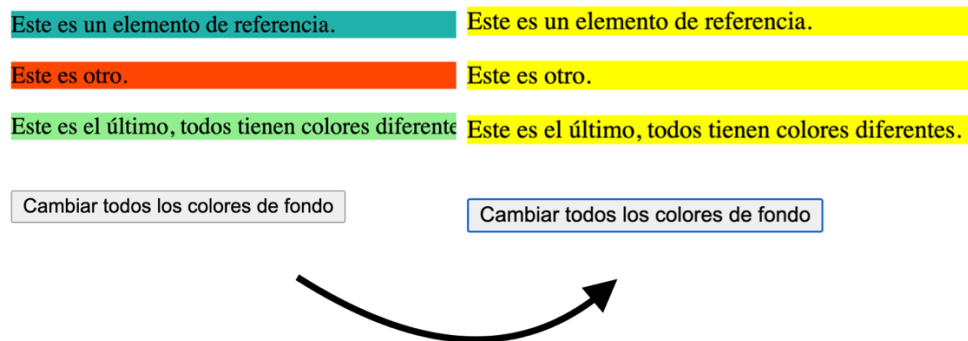 Este es un elemento de referencia.
Este es otro.
Este es el último, todos tienen colores diferente
Cambiar todos los colores de fondo
Este es un elemento de referencia.
Este es otro.
Este es el último, todos tienen colores diferentes.
Cambiar todos los colores de fondo